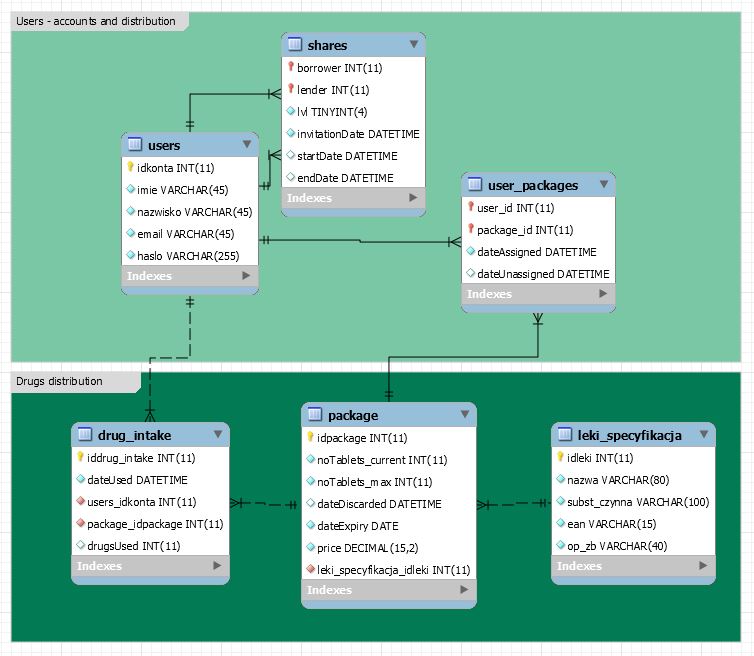 Users - accounts and distribution
shares
borrower INT(11)
lender INT(11)
lvl TINYINT(4)
invitationDate DATETIME
startDate DATETIME
endDate DATETIME
Indexes
users
idkonta INT(11)
imie VARCHAR(45)
nazwisko VARCHAR(45)
email VARCHAR(45)
haslo VARCHAR(255)
Indexes
user_packages
user_id INT(11)
package_id INT(11)
dateAssigned DATETIME
dateUnassigned DATETIME
Indexes
Drugs distribution
drug_intake
iddrug_intake INT(11)
dateUsed DATETIME
users_idkonta INT(11)
package_idpackage INT(11)
drugsUsed INT(11)
Indexes
package
idpackage INT(11)
noTablets_current INT(11)
noTablets_max INT(11)
dateDiscarded DATETIME
dateExpiry DATE
price DECIMAL(15,2)
leki_specyfikacja_idleki INT(11)
Indexes
leki_specyfikacja
idleki INT(11)
nazwa VARCHAR(80)
subst_czynna VARCHAR(100)
ean VARCHAR(15)
op_zb VARCHAR(40)
Indexes